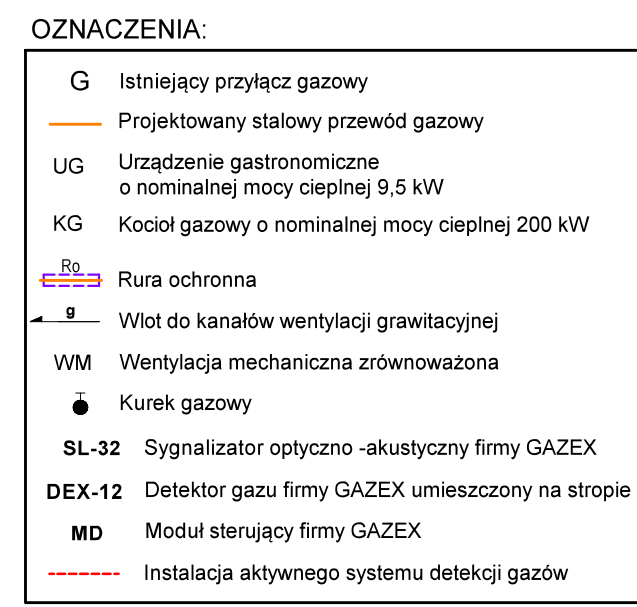 OZNACZENIA:
G Istniejący przyłącz gazowy
Projektowany stalowy przewód gazowy
UG Urządzenie gastronomiczne
o nominalnej mocy cieplnej 9,5 kW
KG Kocioł gazowy o nominalnej mocy cieplnej 200 kW
Ro Rura ochronna
g Wlot do kanałów wentylacji grawitacyjnej
WM Wentylacja mechaniczna zrównoważona
Kurek gazowy
SL-32 Sygnalizator optyczno -akustyczny firmy GAZEX
DEX-12 Detektor gazu firmy GAZEX umieszczony na stropie
MD Moduł sterujący firmy GAZEX
Instalacja aktywnego systemu detekcji gazów